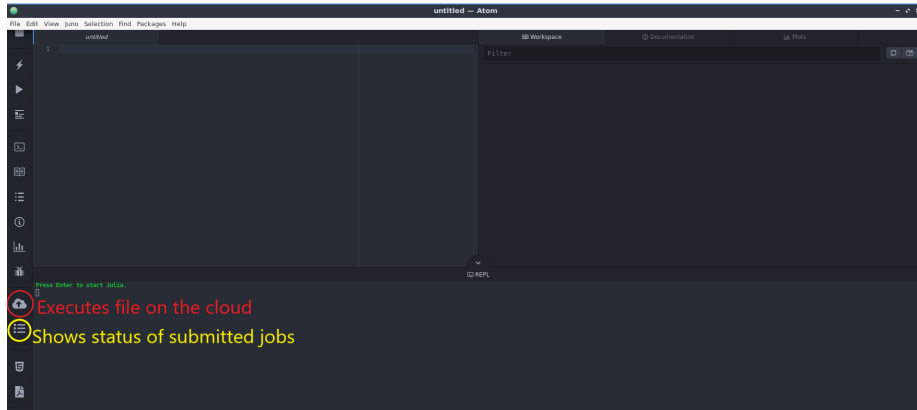 untitled — Atom
File Edit View Juno Selection Find Packages Help
untitled
Workspace
Documentation
Plots
1
Filter
REPL
Press Enter to start Julia.
Executes file on the cloud
Shows status of submitted jobs